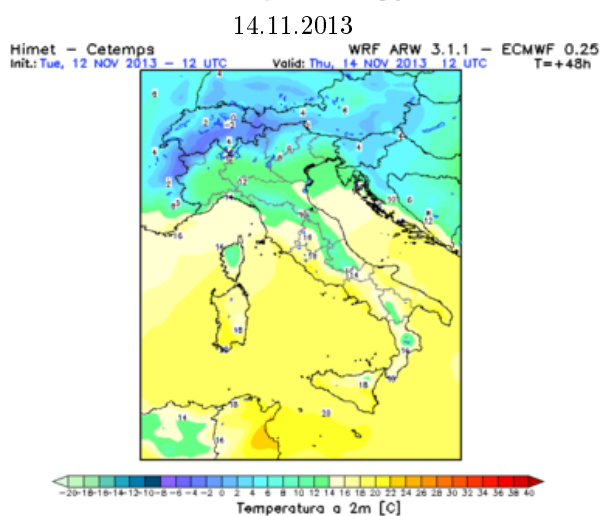 14.11.2013
Himet – Cetemps WRF ARW 3.1.1 – ECMWF 0.25
Init.: Tue, 12 NOV 2013 – 12 UTC Valid: Thu, 14 NOV 2013 12 UTC T=+48h
-20-18-16-14-12-10-8 -6 -4 -2 0 2 4 6 8 10 12 14 16 18 20 22 24 26 28 30 32 34 36 38 40
Temperatura a 2m [C]